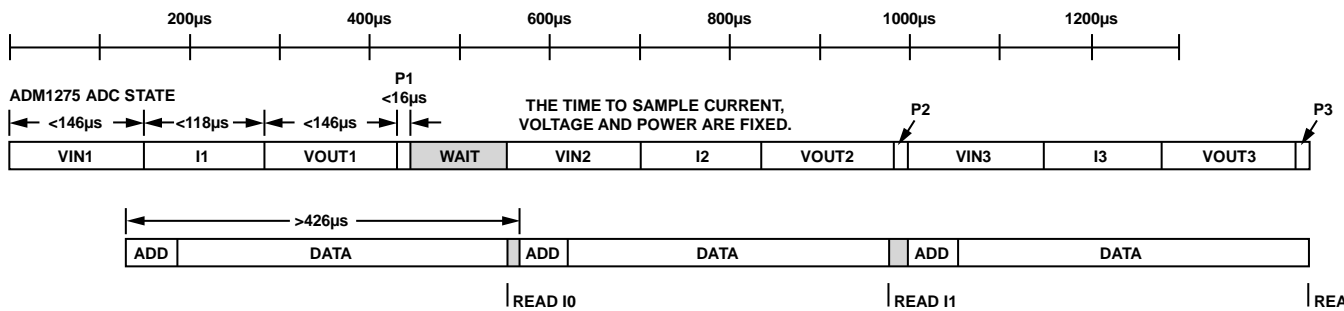 200µs 400µs 600µs 800µs 1000µs 1200µs
ADM1275 ADC STATE
P1
<146µs <118µs <146µs <16µs
THE TIME TO SAMPLE CURRENT,
VOLTAGE AND POWER ARE FIXED.
P2
P3
VIN1 I1 VOUT1 WAIT VIN2 I2 VOUT2 VIN3 I3 VOUT3
>426µs
ADD DATA ADD DATA ADD DATA
READ I0 READ I1 REA